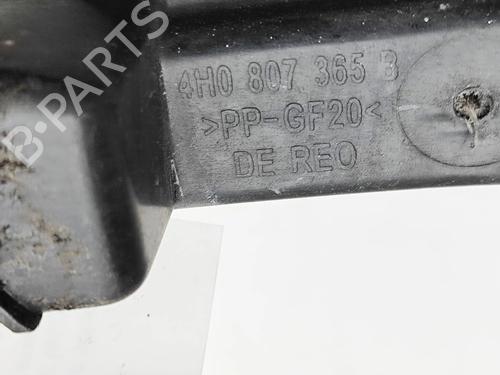 B-PARTS
4H0 807 365 B
>PP-GF20<
DE REO